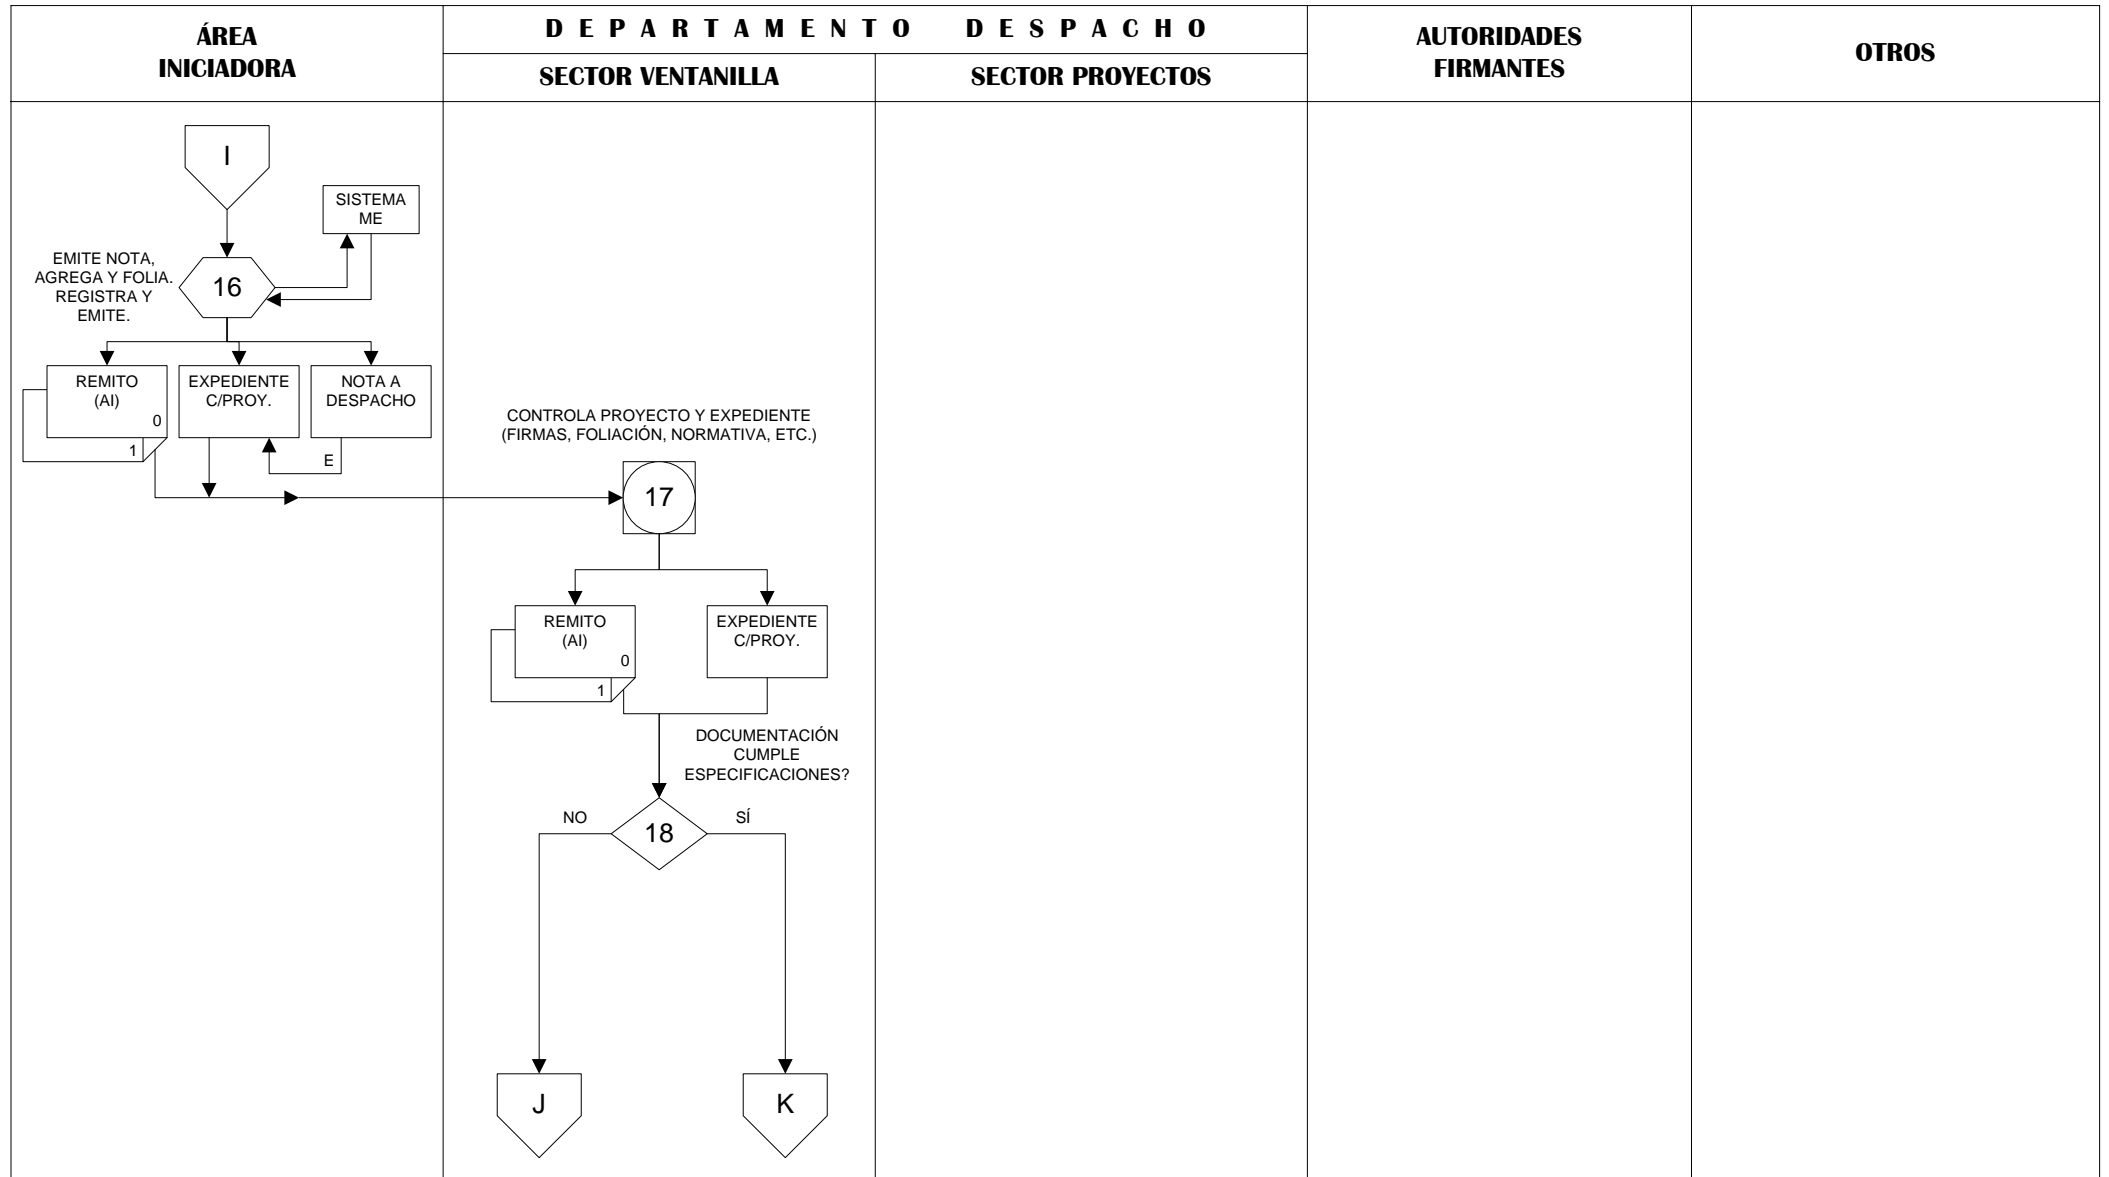 ÁREA
INICIADORA
DEPARTAMENTO DESPACHO
SECTOR VENTANILLA
SECTOR PROYECTOS
AUTORIDADES
FIRMANTES
OTROS
I
SISTEMA
ME
EMITE NOTA,
AGREGA Y FOLIA.
REGISTRA Y
EMITE.
16
REMITO
(AI)
0
1
EXPEDIENTE
C/PROY.
NOTA A
DESPACHO
E
CONTROLA PROYECTO Y EXPEDIENTE
(FIRMAS, FOLIACIÓN, NORMATIVA, ETC.)
17
REMITO
(AI)
0
1
EXPEDIENTE
C/PROY.
DOCUMENTACIÓN
CUMPLE
ESPECIFICACIONES?
NO
18
SÍ
J
K